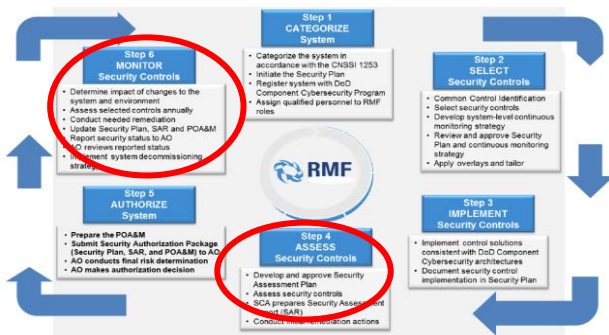 Step 1
CATEGORIZE
System
• Categorize the system in
accordance with the CNSSI 1253
• Initiate the Security Plan
• Register system with DoD
Component Cybersecurity Program
• Assign qualified personnel to RMF
roles
Step 2
SELECT
Security Controls
• Common Control Identification
• Select security controls
• Develop system-level continuous
monitoring strategy
• Review and approve Security
Plan and continuous monitoring
strategy
• Apply overlays and tailor
Step 3
IMPLEMENT
Security Controls
• Implement control solutions
consistent with DoD Component
Cybersecurity architectures
• Document security control
implementation in Security Plan
Step 4
ASSESS
Security Controls
• Develop and approve Security
Assessment Plan
• Assess security controls
• SCA prepares Security Assessment
Report (SAR)
• Conduct initial remediation actions
Step 5
AUTHORIZE
System
• Prepare the POA&M
• Submit Security Authorization Package
(Security Plan, SAR, and POA&M) to AO
• AO conducts final risk determination
• AO makes authorization decision
Step 6
MONITOR
Security Controls
• Determine impact of changes to the
system and environment
• Assess selected controls annually
• Conduct needed remediation
• Update Security Plan, SAR and POA&M
Report security status to AO
• AO reviews reported status
• Implement system decommissioning
strategy
RMF